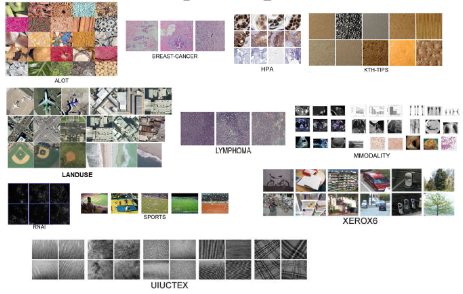 ALOT
BREAST-CANCER
HPA
KTH-TIPS
LANDUSE
LYMPHOMA
MMODALITY
RNAI
SPORTS
XEROX6
UIUCTEX